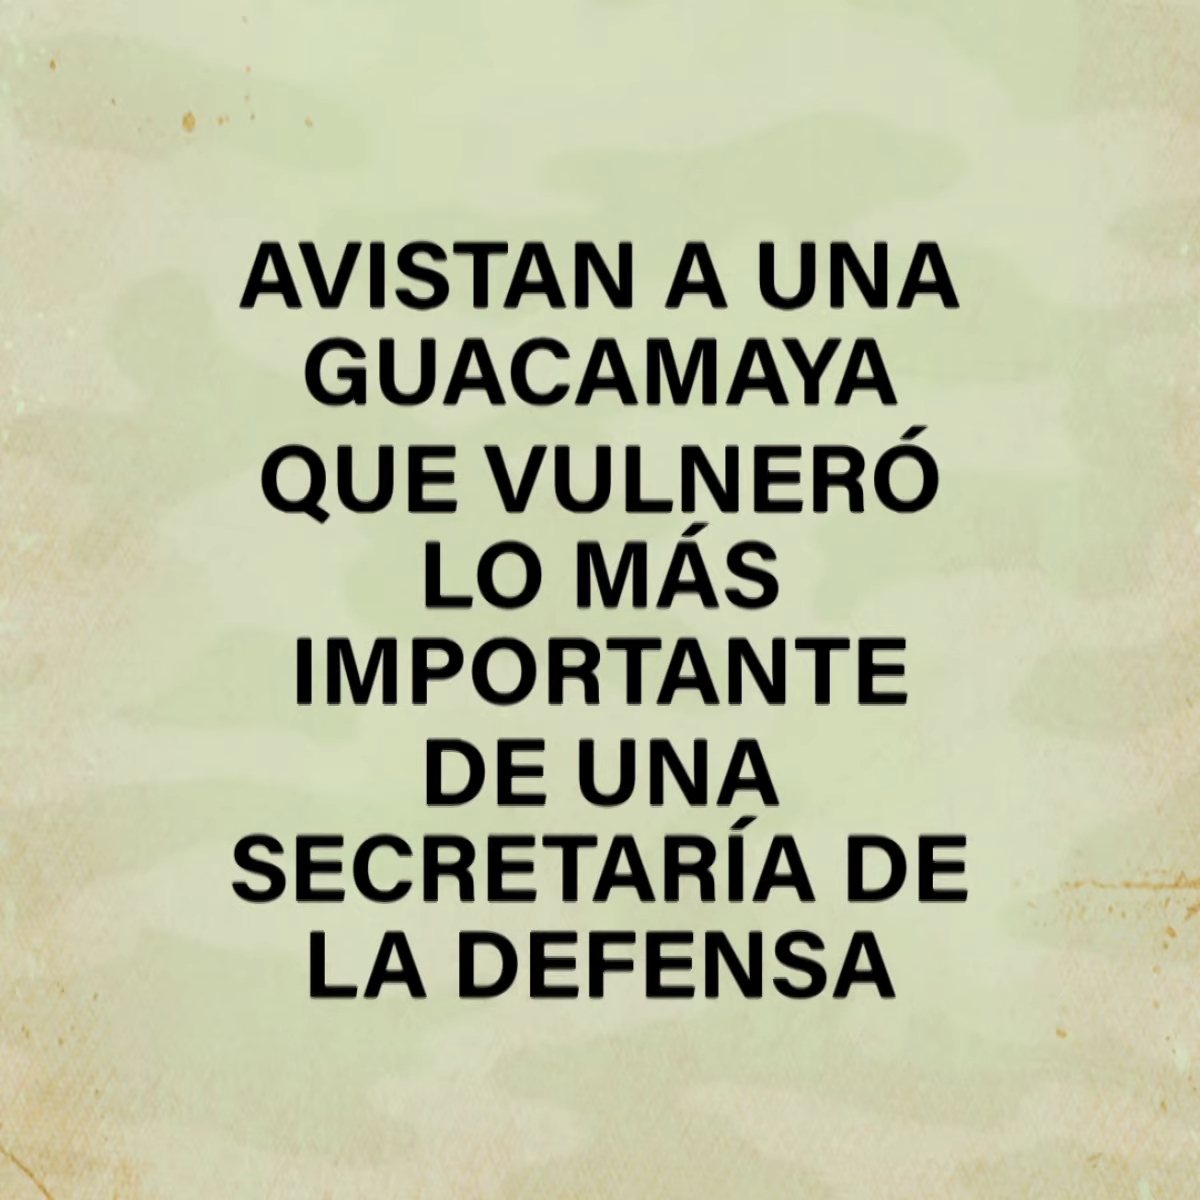 AVISTAN A UNA
GUACAMAYA
QUE VULNERÓ
LO MÁS
IMPORTANTE
DE UNA
SECRETARÍA DE
LA DEFENSA